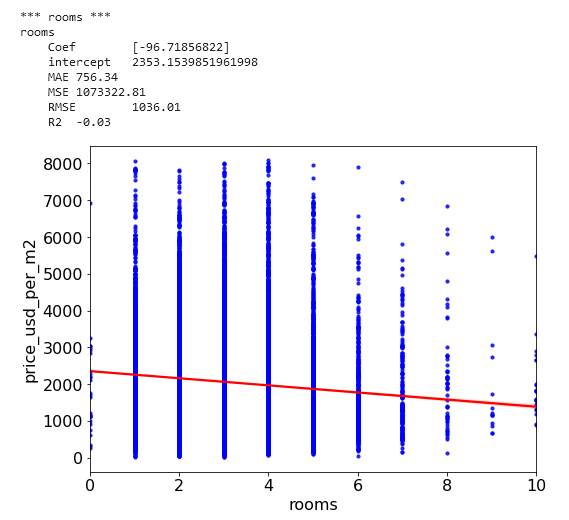 *** rooms ***
rooms
Coef [-96.71856822]
intercept 2353.1539851961998
MAE 756.34
MSE 1073322.81
RMSE 1036.01
R2 -0.03
8000
7000
6000
5000
4000
3000
2000
1000
0
price_usd_per_m2
0 2 4 6 8 10
rooms